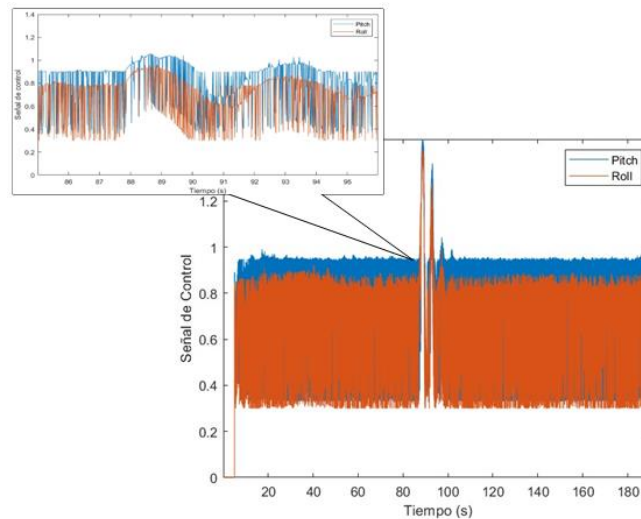 1.4
1.2
1
0.8
0.6
0.4
0.2
0
Señal de control
Pitch
Roll
86 87 88 89 90 91 92 93 94 95
Tiempo (s)
Pitch
Roll
1.2
1
0.8
0.6
0.4
0.2
0
Señal de Control
20 40 60 80 100 120 140 160 180
Tiempo (s)